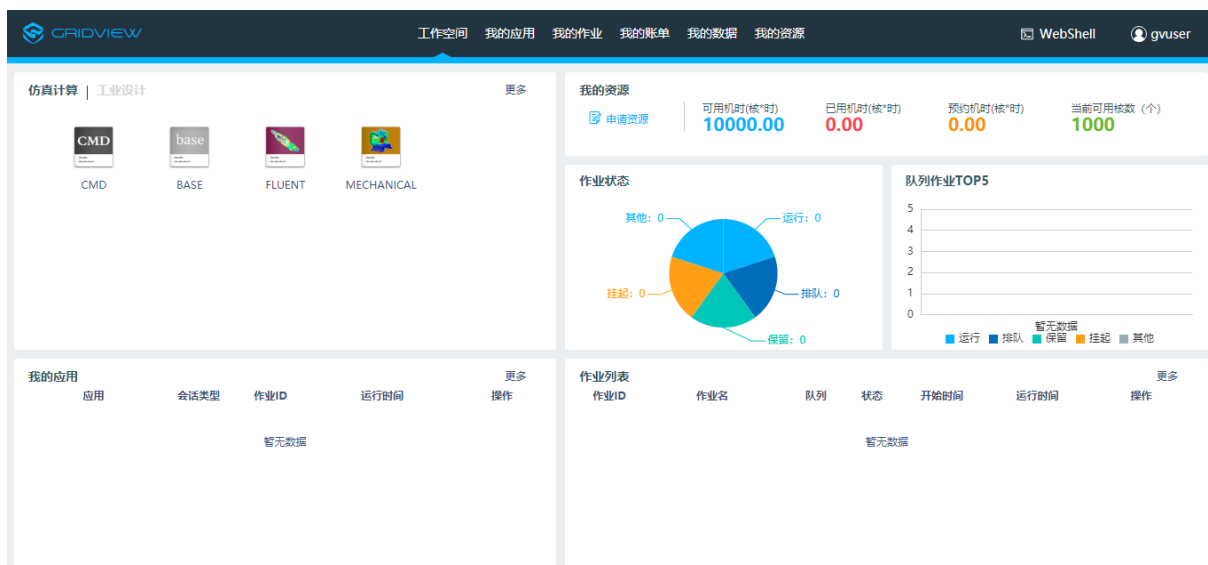 GRIDVIEW 工作空间 我的应用 我的作业 我的账单 我的数据 我的资源 WebShell gvuser
仿真计算 | 工业设计 更多
CMD base
CMD BASE FLUENT MECHANICAL
我的资源
申请资源
可用机时(核*时) 已用机时(核*时) 预约机时(核*时) 当前可用核数（个）
10000.00 0.00 0.00 1000
作业状态
其他: 0 运行: 0
挂起: 0 排队: 0
保留: 0
队列作业TOP5
5
4
3
2
1
0
暂无数据
运行 排队 保留 挂起 其他
我的应用 更多
应用 会话类型 作业ID 运行时间 操作
暂无数据
作业列表 更多
作业ID 作业名 队列 状态 开始时间 运行时间 操作
暂无数据